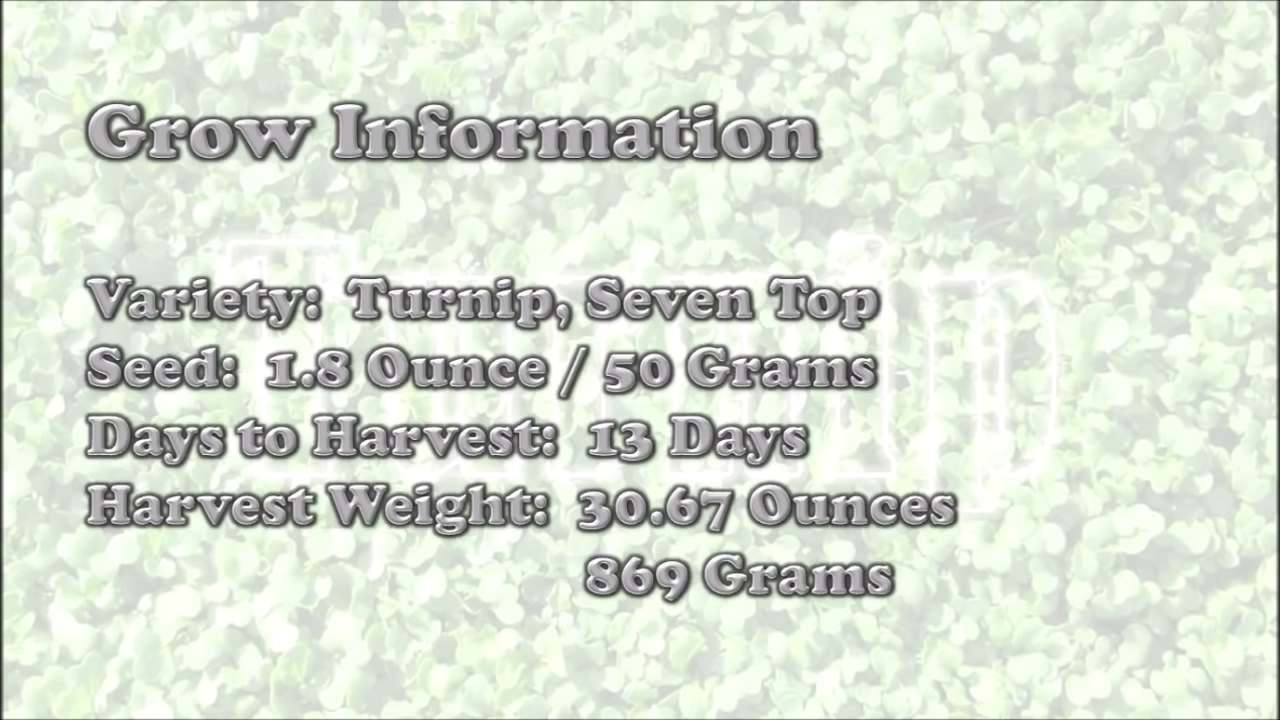 Grow Information
Variety: Turnip, Seven Top
Seed: 1.8 Ounce / 50 Grams
Days to Harvest: 13 Days
Harvest Weight: 30.67 Ounces
869 Grams
Turnip